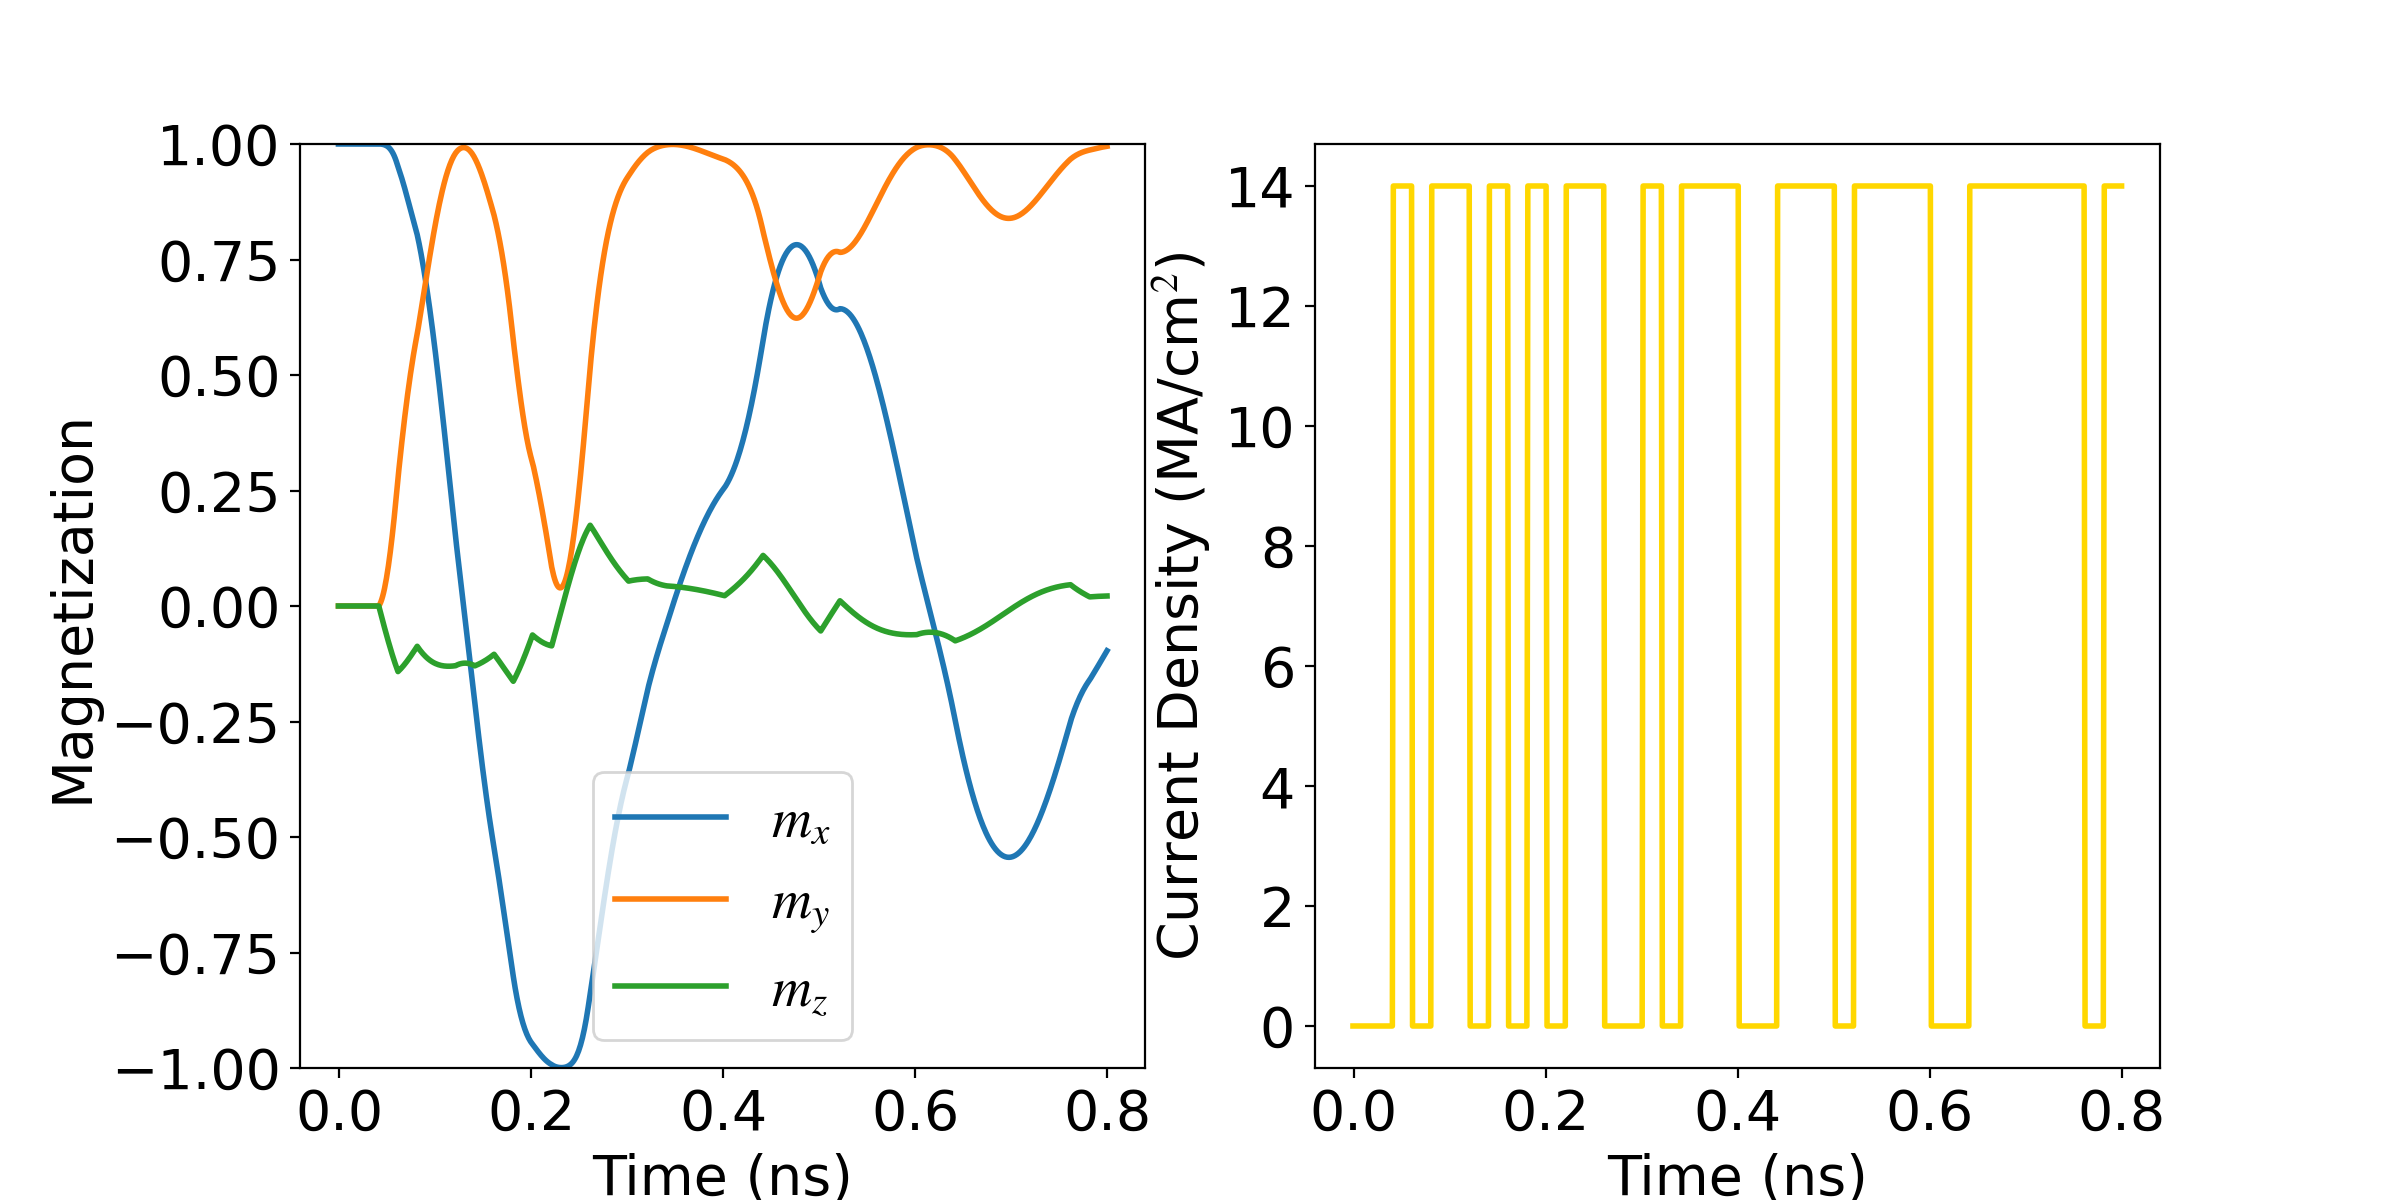 Magnetization
1.00
0.75
0.50
0.25
0.00
−0.25
−0.50
−0.75
−1.00
0.0 0.2 0.4 0.6 0.8
Time (ns)
m_x
m_y
m_z
Current Density (MA/cm²)
14
12
10
8
6
4
2
0
0.0 0.2 0.4 0.6 0.8
Time (ns)